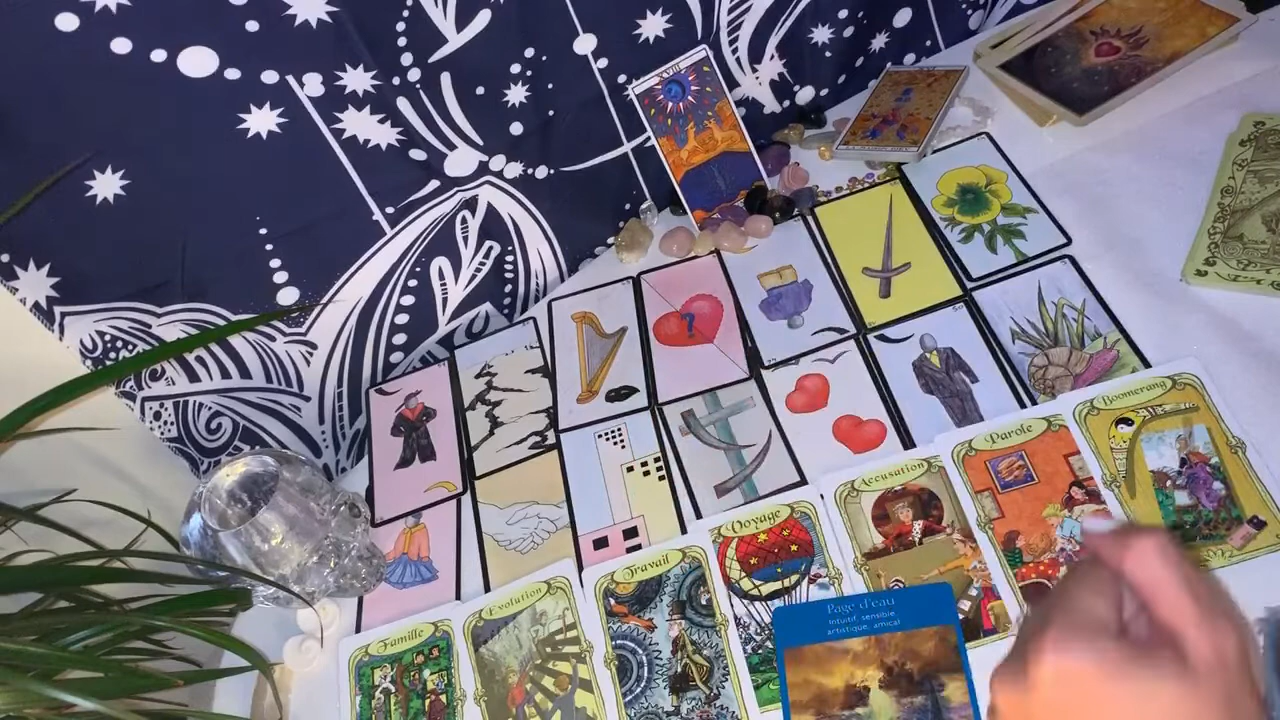 XVIII
Boomerang
Parole
Accusation
Voyage
Travail
Evolution
Famille
Page d'eau
Intuitif, sensible,
artistique, amical